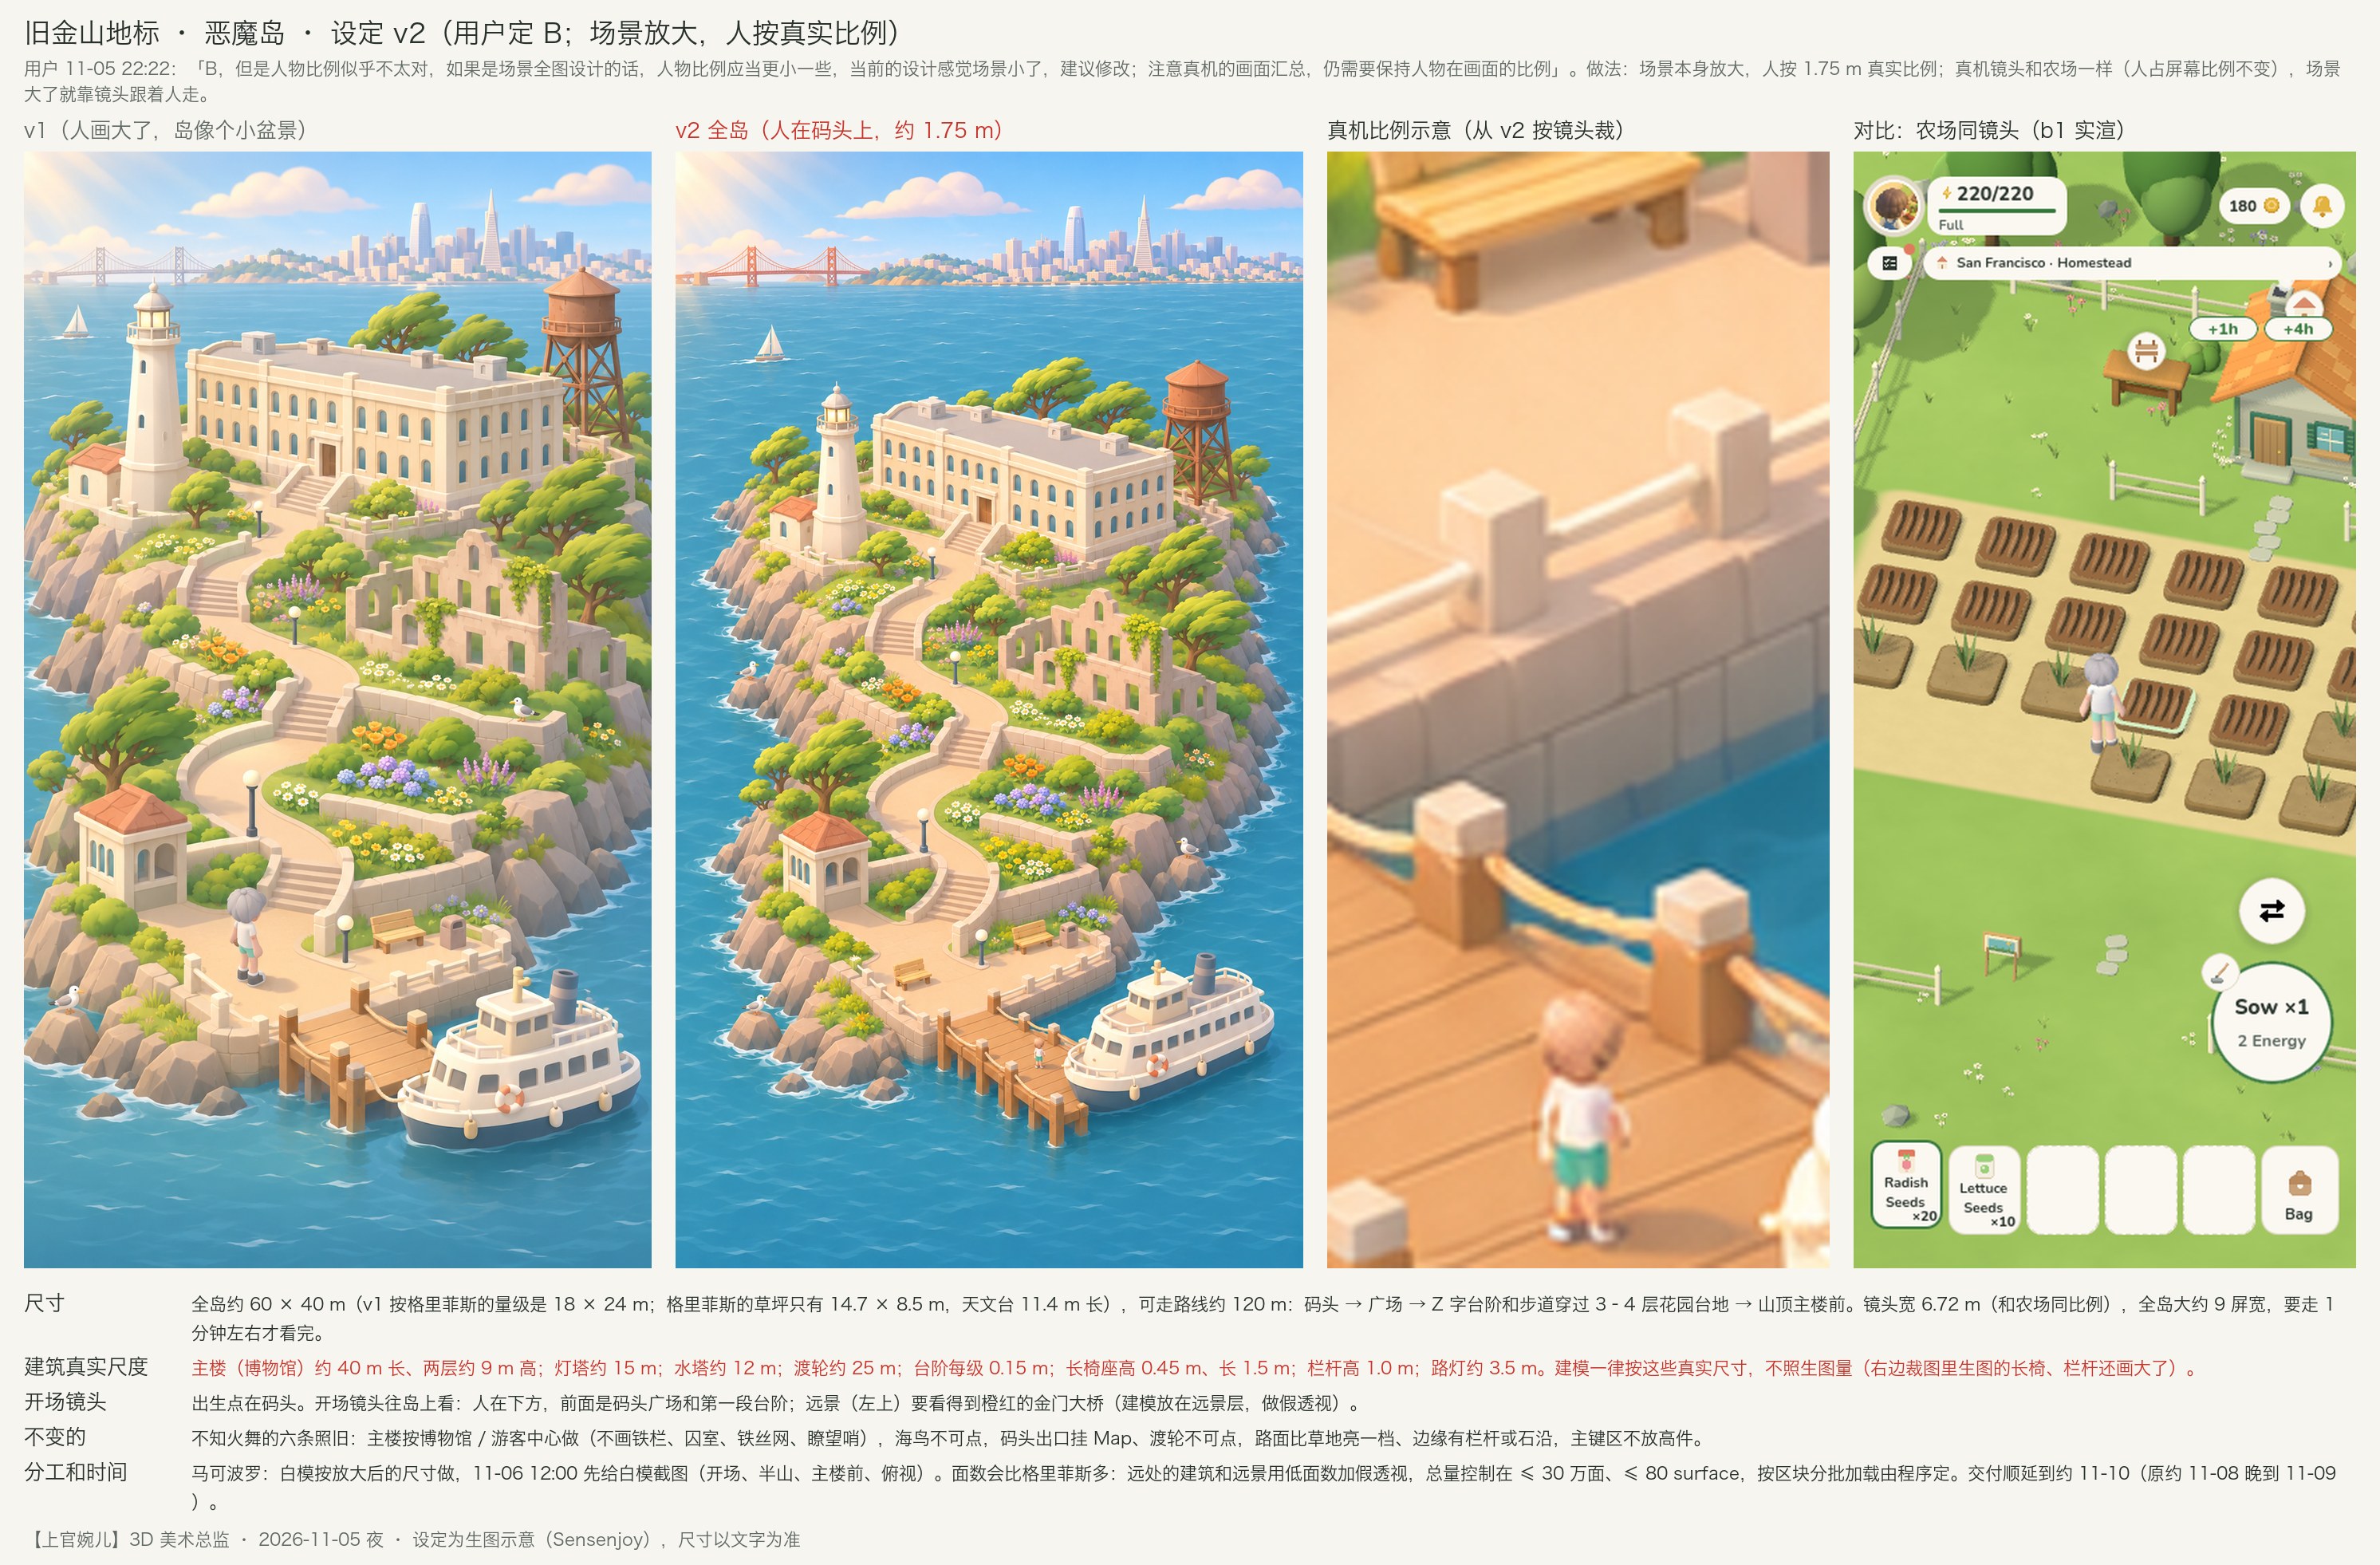 旧金山地标 · 恶魔岛 · 设定 v2（用户定 B；场景放大，人按真实比例）
用户 11-05 22:22：「B，但是人物比例似乎不太对，如果是场景全图设计的话，人物比例应当更小一些，当前的设计感觉场景小了，建议修改；注意真机的画面汇总，仍需要保持人物在画面的比例」。做法：场景本身放大，人按 1.75 m 真实比例；真机镜头和农场一样（人占屏幕比例不变），场景
大了就靠镜头跟着人走。
v1（人画大了，岛像个小盆景）
v2 全岛（人在码头上，约 1.75 m）
真机比例示意（从 v2 按镜头裁）
对比：农场同镜头（b1 实渲）
220/220
Full
180
San Francisco · Homestead
+1h
+4h
Sow ×1
2 Energy
Radish
Seeds
×20
Lettuce
Seeds
×10
Bag
尺寸
全岛约 60 × 40 m（v1 按格里菲斯的量级是 18 × 24 m；格里菲斯的草坪只有 14.7 × 8.5 m，天文台 11.4 m 长），可走路线约 120 m：码头 → 广场 → Z 字台阶和步道穿过 3 - 4 层花园台地 → 山顶主楼前。镜头宽 6.72 m（和农场同比例），全岛大约 9 屏宽，要走 1
分钟左右才看完。
建筑真实尺度
主楼（博物馆）约 40 m 长、两层约 9 m 高；灯塔约 15 m；水塔约 12 m；渡轮约 25 m；台阶每级 0.15 m；长椅座高 0.45 m、长 1.5 m；栏杆高 1.0 m；路灯约 3.5 m。建模一律按这些真实尺寸，不照生图量（右边裁图里生图的长椅、栏杆还画大了）。
开场镜头
出生点在码头。开场镜头往岛上看：人在下方，前面是码头广场和第一段台阶；远景（左上）要看得到橙红的金门大桥（建模放在远景层，做假透视）。
不变的
不知火舞的六条照旧：主楼按博物馆 / 游客中心做（不画铁栏、囚室、铁丝网、瞭望哨），海鸟不可点，码头出口挂 Map、渡轮不可点，路面比草地亮一档、边缘有栏杆或石沿，主键区不放高件。
分工和时间
马可波罗：白模按放大后的尺寸做，11-06 12:00 先给白模截图（开场、半山、主楼前、俯视）。面数会比格里菲斯多：远处的建筑和远景用低面数加假透视，总量控制在 ≤ 30 万面、≤ 80 surface，按区块分批加载由程序定。交付顺延到约 11-10（原约 11-08 晚到 11-09
）。
【上官婉儿】3D 美术总监 · 2026-11-05 夜 · 设定为生图示意（Sensenjoy），尺寸以文字为准